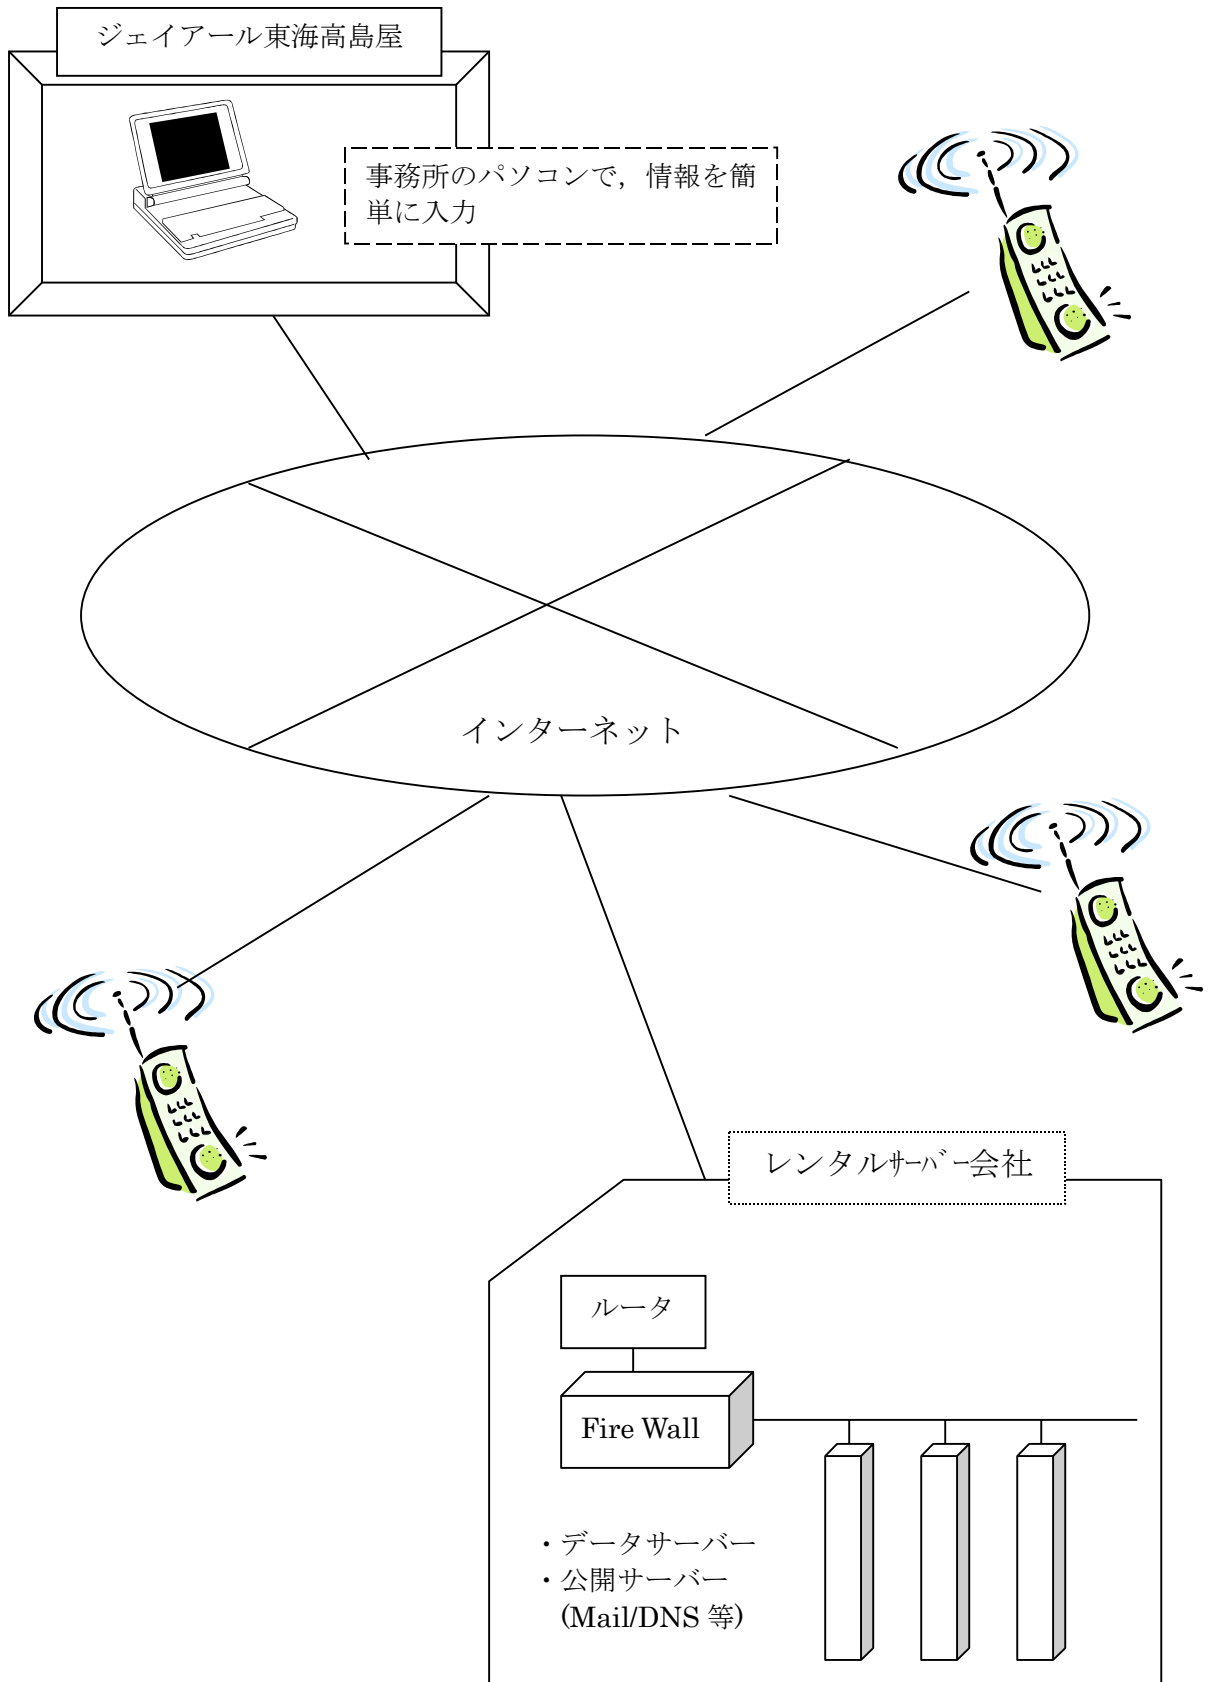 ジェイアール東海高島屋
事務所のパソコンで，情報を簡
単に入力
インターネット
レンタルｻｰﾊﾞｰ会社
ルータ
Fire Wall
・データサーバー
・公開サーバー
(Mail/DNS 等)